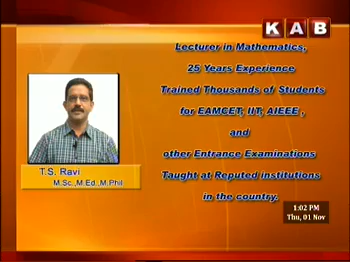 KAB
Lecturer in Mathematics,
25 Years Experience
Trained Thousands of Students
for EAMCET, IIT, AIEEE ,
and
other Entrance Examinations
Taught at Reputed institutions
in the country.
T.S. Ravi
M.Sc.,M.Ed.,M.Phil
1:02 PM
Thu, 01 Nov